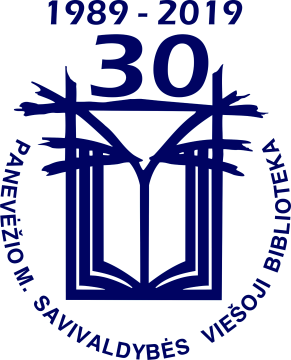 1989 - 2019
30
PANEVĖŽIO M. SAVIVALDYBĖS VIEŠOJI BIBLIOTEKA